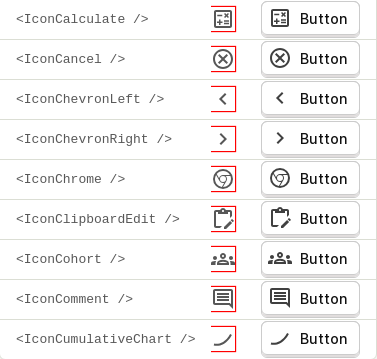 <IconCalculate /> Button
<IconCancel /> Button
<IconChevronLeft /> Button
<IconChevronRight /> Button
<IconChrome /> Button
<IconClipboardEdit /> Button
<IconCohort /> Button
<IconComment /> Button
<IconCumulativeChart /> Button